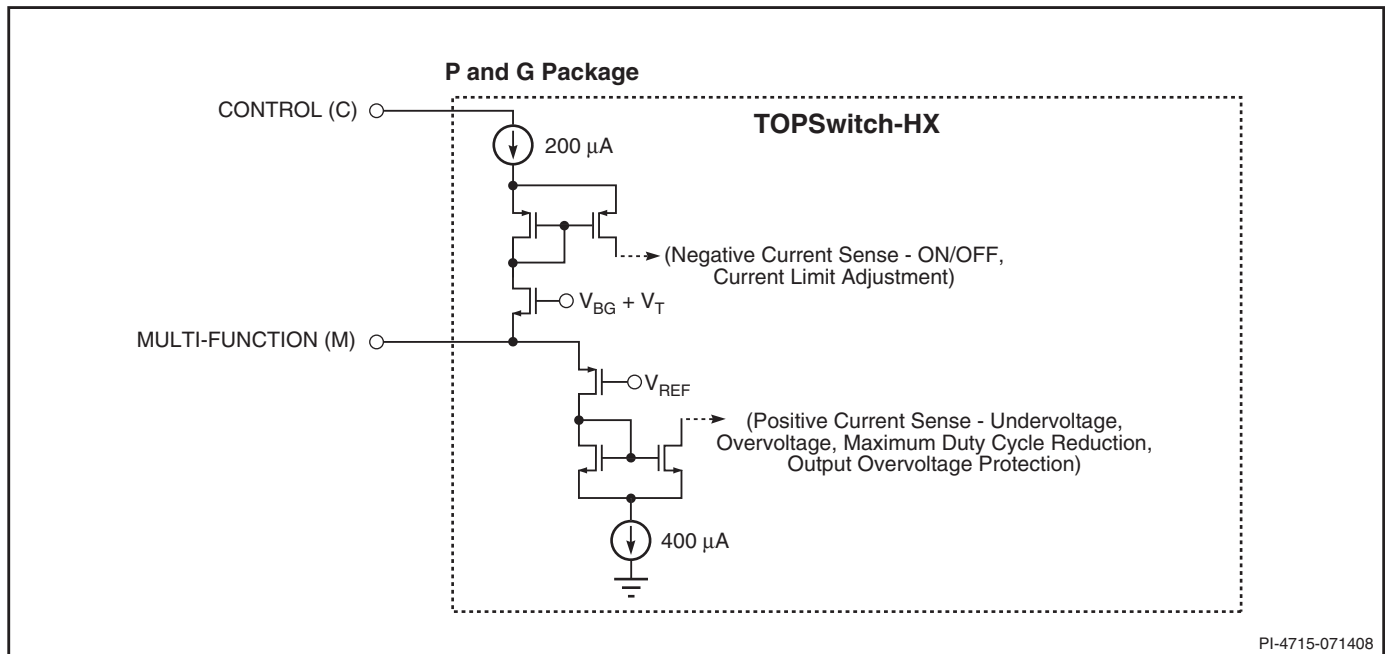 P and G Package
CONTROL (C)
TOPSwitch-HX
200 µA
(Negative Current Sense - ON/OFF,
Current Limit Adjustment)
V_BG + V_T
MULTI-FUNCTION (M)
V_REF
(Positive Current Sense - Undervoltage,
Overvoltage, Maximum Duty Cycle Reduction,
Output Overvoltage Protection)
400 µA
PI-4715-071408